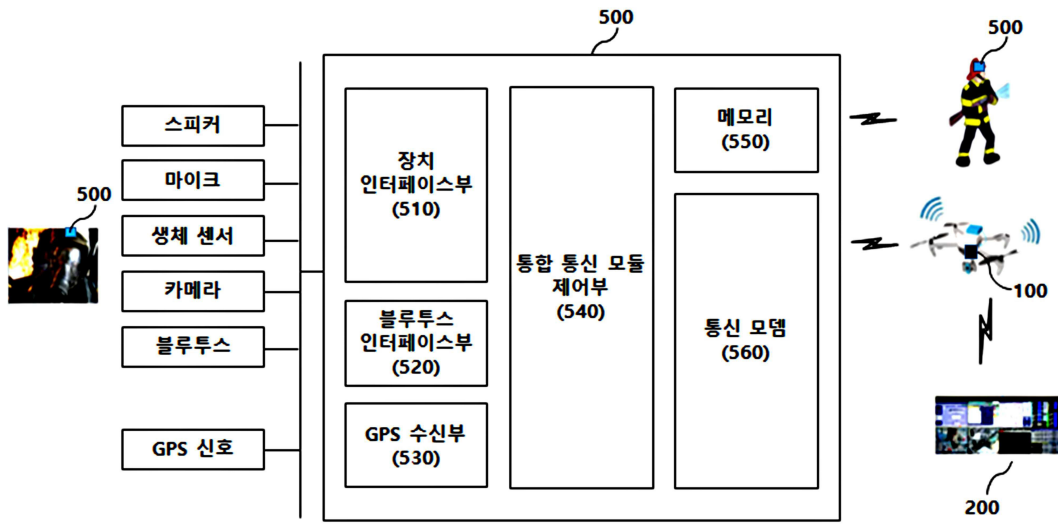 500
500
스피커
마이크
500
생체 센서
카메라
블루투스
GPS 신호
장치
인터페이스부
(510)
블루투스
인터페이스부
(520)
GPS 수신부
(530)
통합 통신 모듈
제어부
(540)
메모리
(550)
통신 모뎀
(560)
100
200